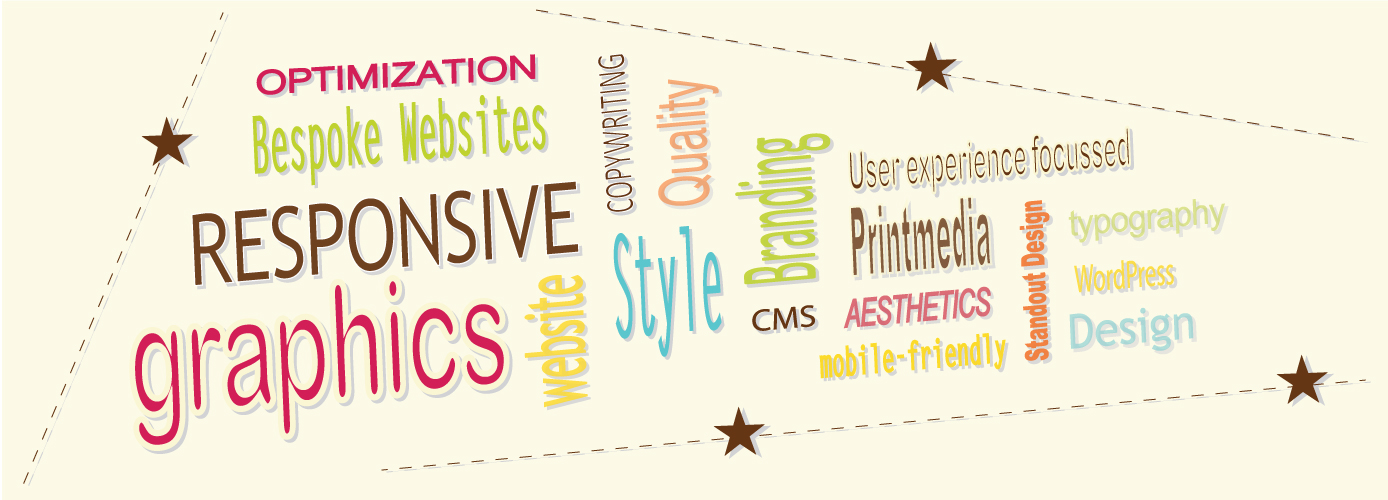 OPTIMIZATION
Bespoke Websites
RESPONSIVE
graphics
website
COPYWRITING
Quality
Style
Branding
CMS
User experience focussed
Printmedia
AESTHETICS
mobile-friendly
Standout Design
typography
WordPress
Design